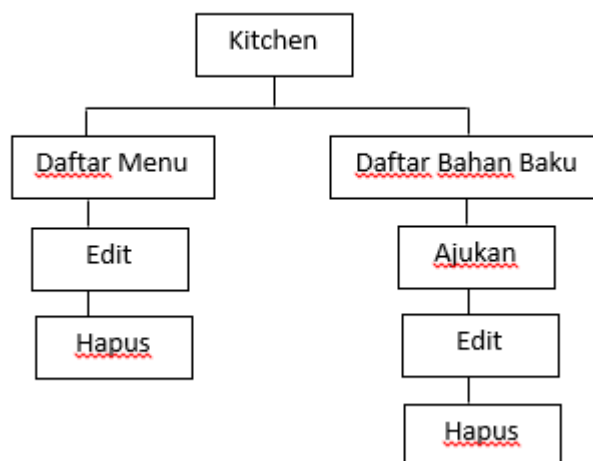 Kitchen
Daftar Menu
Daftar Bahan Baku
Edit
Ajukan
Hapus
Edit
Hapus